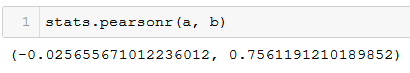 1 stats.pearsonr(a, b)
(-0.025655671012236012, 0.7561191210189852)